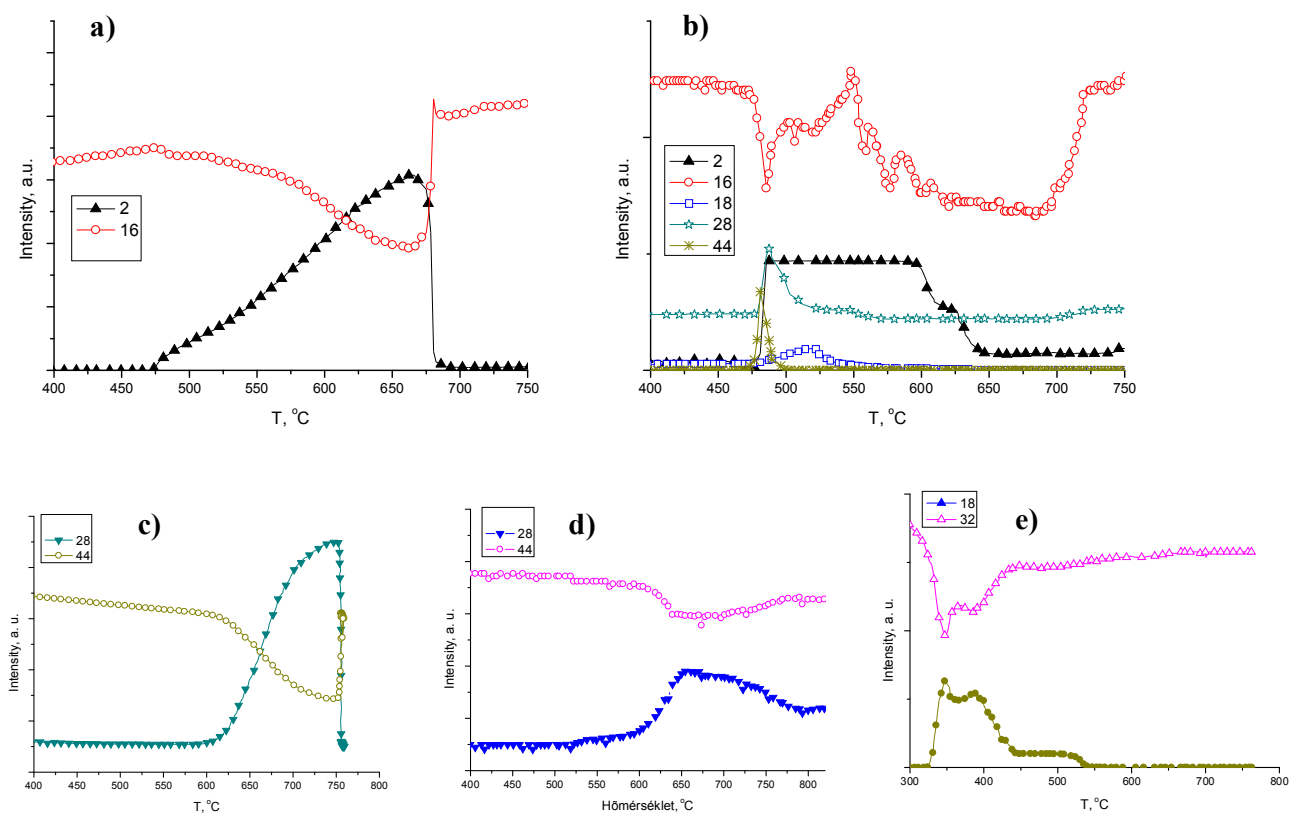 a)
Intensity, a.u.
2
16
400 450 500 550 600 650 700 750
T, °C
b)
Intensity, a.u.
2
16
18
28
44
400 450 500 550 600 650 700 750
T, °C
c)
Intensity, a. u.
28
44
400 450 500 550 600 650 700 750 800
T, °C
d)
Intensity, a. u.
28
44
400 450 500 550 600 650 700 750 800
Hõmérséklet, °C
e)
Intensity, a. u.
18
32
300 400 500 600 700 800
T, °C